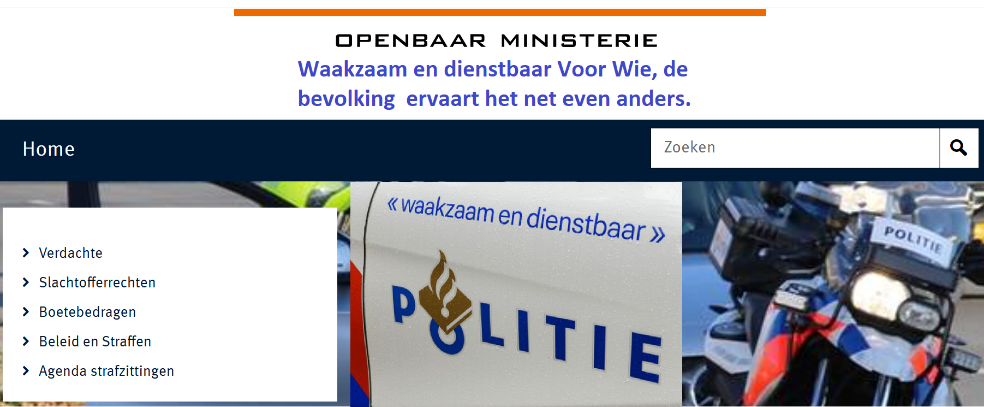 OPENBAAR MINISTERIE
Waakzaam en dienstbaar Voor Wie, de
bevolking ervaart het net even anders.
Home
Zoeken
«waakzaam en dienstbaar»
POLITIE
POLITIE
Verdachte
Slachtofferrechten
Boetebedragen
Beleid en Straffen
Agenda strafzittingen